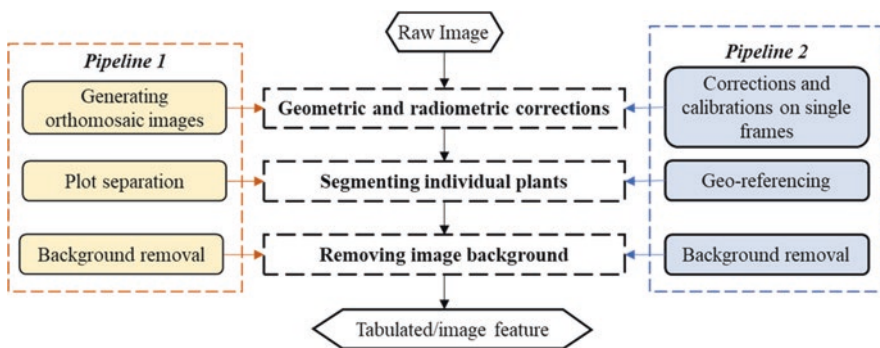 Raw Image
Pipeline 1
Generating
orthomosaic images
Plot separation
Background removal
Geometric and radiometric corrections
Segmenting individual plants
Removing image background
Tabulated/image feature
Pipeline 2
Corrections and
calibrations on single
frames
Geo-referencing
Background removal